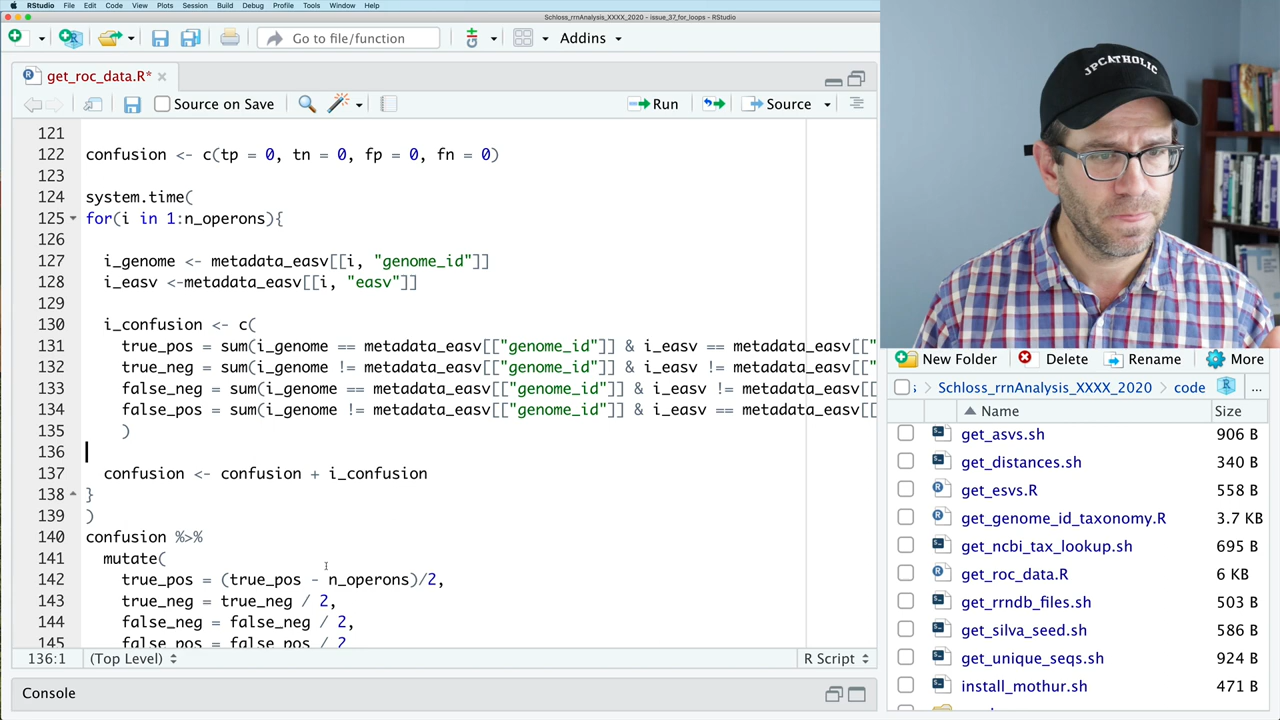 RStudio File Edit Code View Plots Session Build Debug Profile Tools Window Help
Schloss_rrnAnalysis_XXXX_2020 - issue_37_for_loops - RStudio
Go to file/function Addins
get_roc_data.R*
Source on Save Run Source
121
122 confusion <- c(tp = 0, tn = 0, fp = 0, fn = 0)
123
124 system.time(
125 for(i in 1:n_operons){
126
127 i_genome <- metadata_easv[[i, "genome_id"]]
128 i_easv <-metadata_easv[[i, "easv"]]
129
130 i_confusion <- c(
131 true_pos = sum(i_genome == metadata_easv[["genome_id"]] & i_easv == metadata_easv[["
132 true_neg = sum(i_genome != metadata_easv[["genome_id"]] & i_easv != metadata_easv[["
133 false_neg = sum(i_genome == metadata_easv[["genome_id"]] & i_easv != metadata_easv[[
134 false_pos = sum(i_genome != metadata_easv[["genome_id"]] & i_easv == metadata_easv[[
135 )
136
137 confusion <- confusion + i_confusion
138 }
139 )
140 confusion %>%
141 mutate(
142 true_pos = (true_pos - n_operons)/2,
143 true_neg = true_neg / 2,
144 false_neg = false_neg / 2,
145 false_pos = false_pos / 2
136:1 (Top Level) R Script
Console
JPCATHOLIC
New Folder Delete Rename More
s > Schloss_rrnAnalysis_XXXX_2020 > code ...
Name Size
get_asvs.sh 906 B
get_distances.sh 340 B
get_esvs.R 558 B
get_genome_id_taxonomy.R 3.7 KB
get_ncbi_tax_lookup.sh 695 B
get_roc_data.R 6 KB
get_rrndb_files.sh 503 B
get_silva_seed.sh 586 B
get_unique_seqs.sh 924 B
install_mothur.sh 471 B